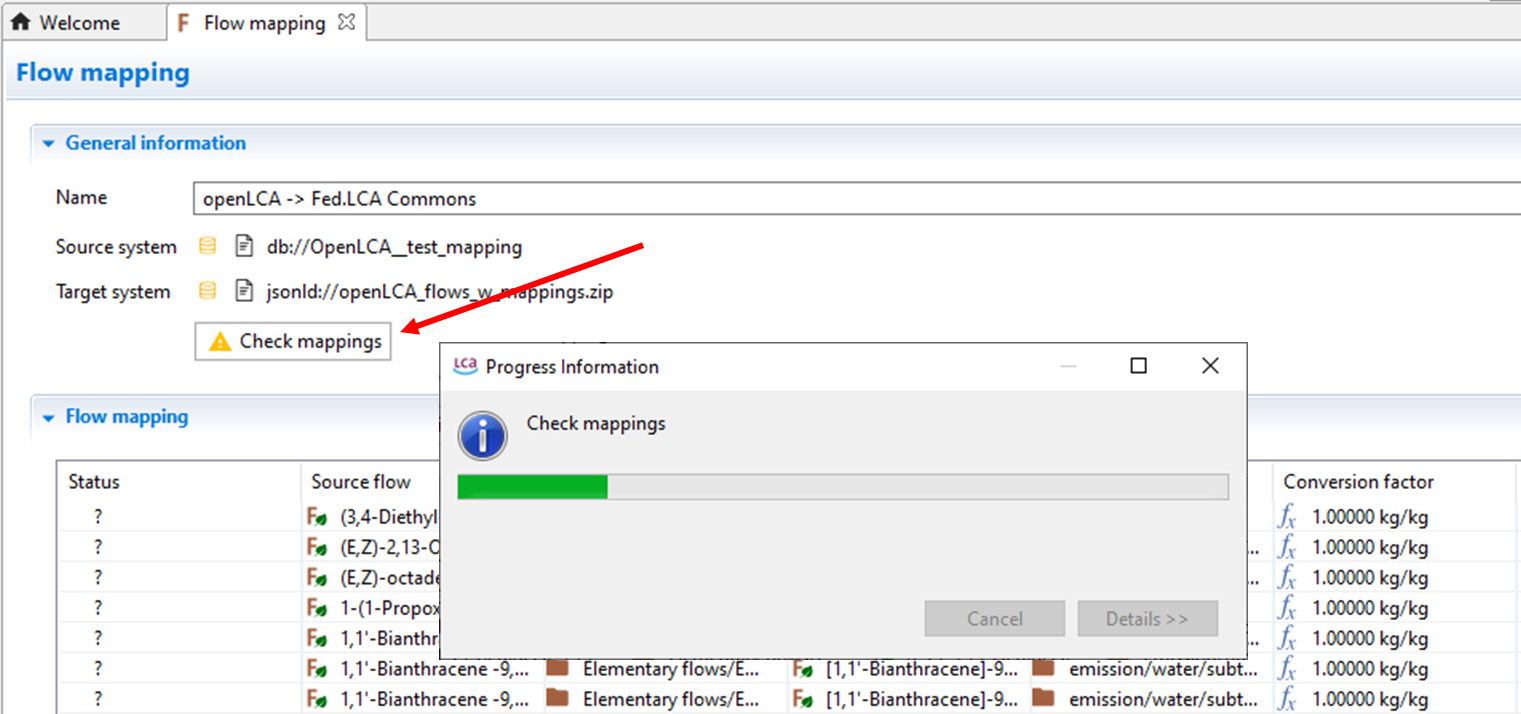 Welcome
F Flow mapping
Flow mapping
General information
Name openLCA -> Fed.LCA Commons
Source system db://OpenLCA__test_mapping
Target system jsonld://openLCA_flows_w_mappings.zip
Check mappings
LCA Progress Information
Check mappings
Cancel Details >>
Flow mapping
Status Source flow Conversion factor
? (3,4-Diethyl 1.00000 kg/kg
? (E,Z)-2,13-O ... 1.00000 kg/kg
? (E,Z)-octade ... 1.00000 kg/kg
? 1-(1-Propox 1.00000 kg/kg
? 1,1'-Bianthr ... 1.00000 kg/kg
? 1,1'-Bianthracene -9,... Elementary flows/E... [1,1'-Bianthracene]-9... emission/water/subt... 1.00000 kg/kg
? 1,1'-Bianthracene -9,... Elementary flows/E... [1,1'-Bianthracene]-9... emission/water/subt... 1.00000 kg/kg